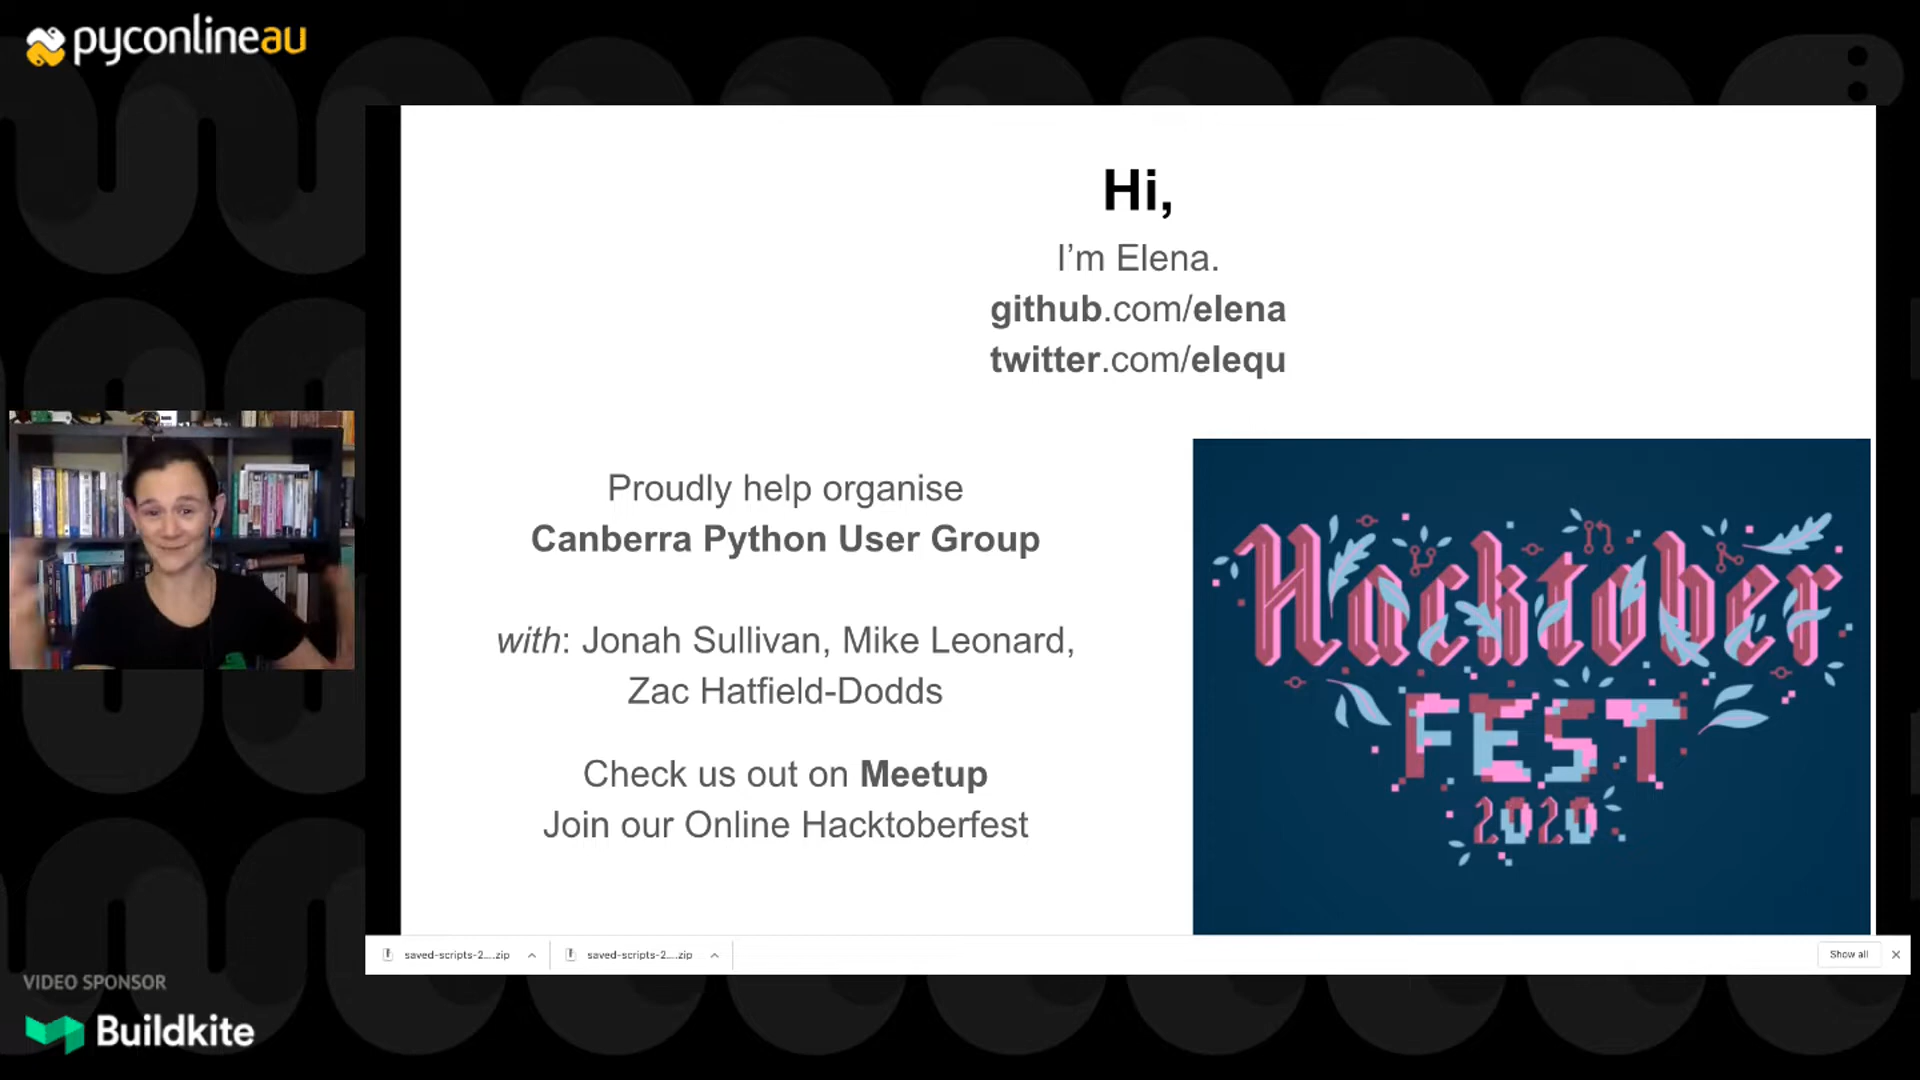 pyconlineau
Hi,
I’m Elena.
github.com/elena
twitter.com/elequ
Proudly help organise
Canberra Python User Group
with: Jonah Sullivan, Mike Leonard,
Zac Hatfield-Dodds
Check us out on Meetup
Join our Online Hacktoberfest
Hacktober
FEST
2020
saved-scripts-2....zip
saved-scripts-2....zip
Show all
VIDEO SPONSOR
Buildkite